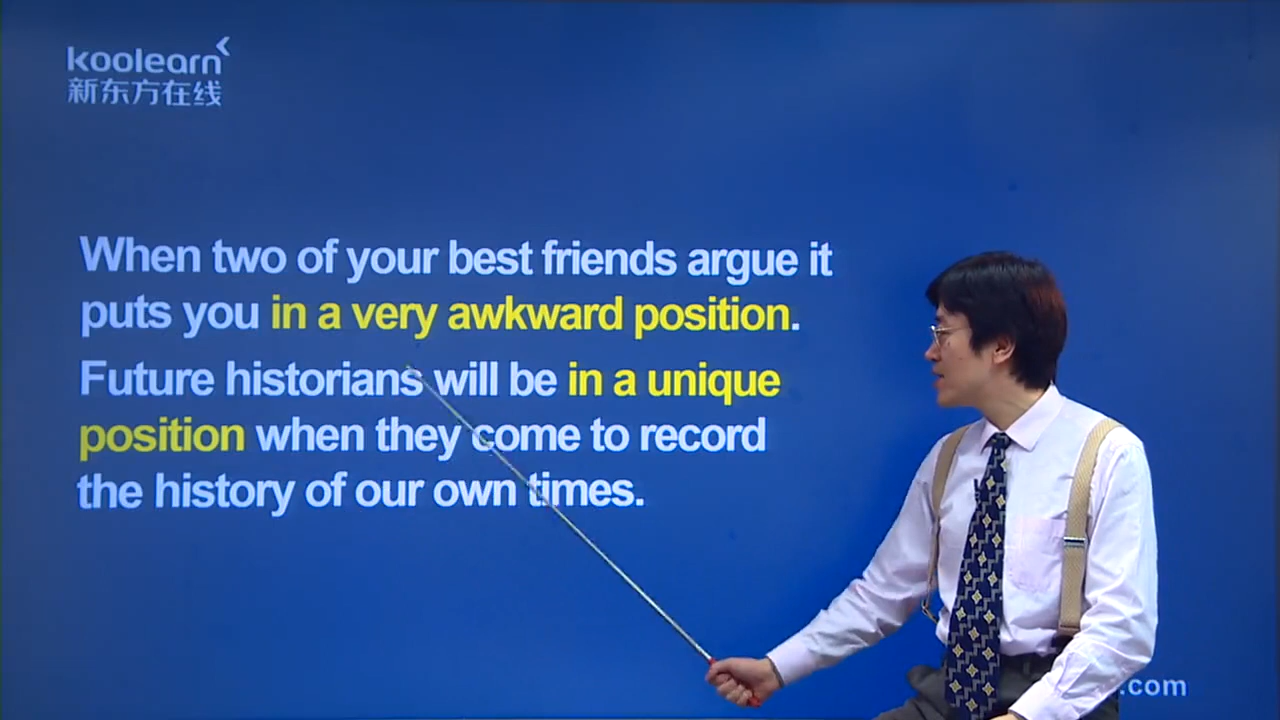 koolearn
新东方在线
When two of your best friends argue it
puts you in a very awkward position.
Future historians will be in a unique
position when they come to record
the history of our own times.
.com